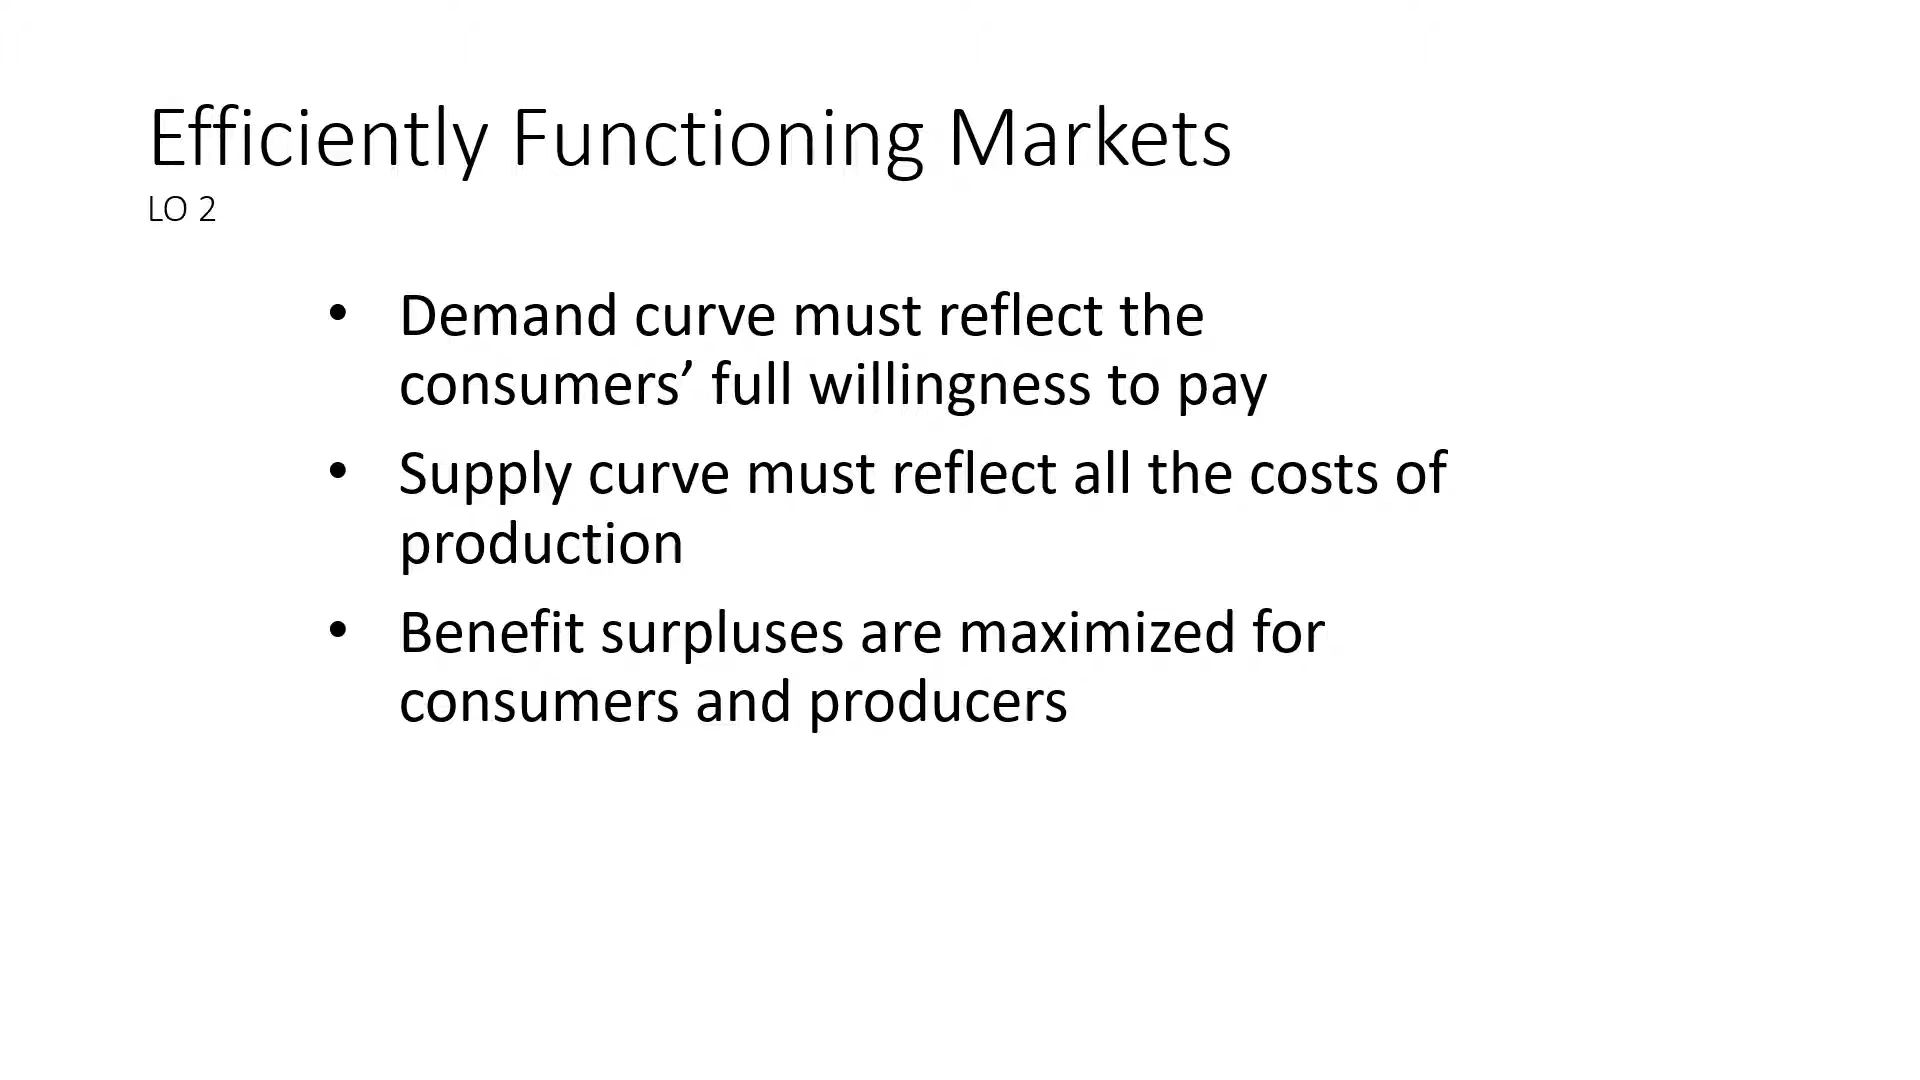 Efficiently Functioning Markets
LO 2
• Demand curve must reflect the
consumers’ full willingness to pay
• Supply curve must reflect all the costs of
production
• Benefit surpluses are maximized for
consumers and producers